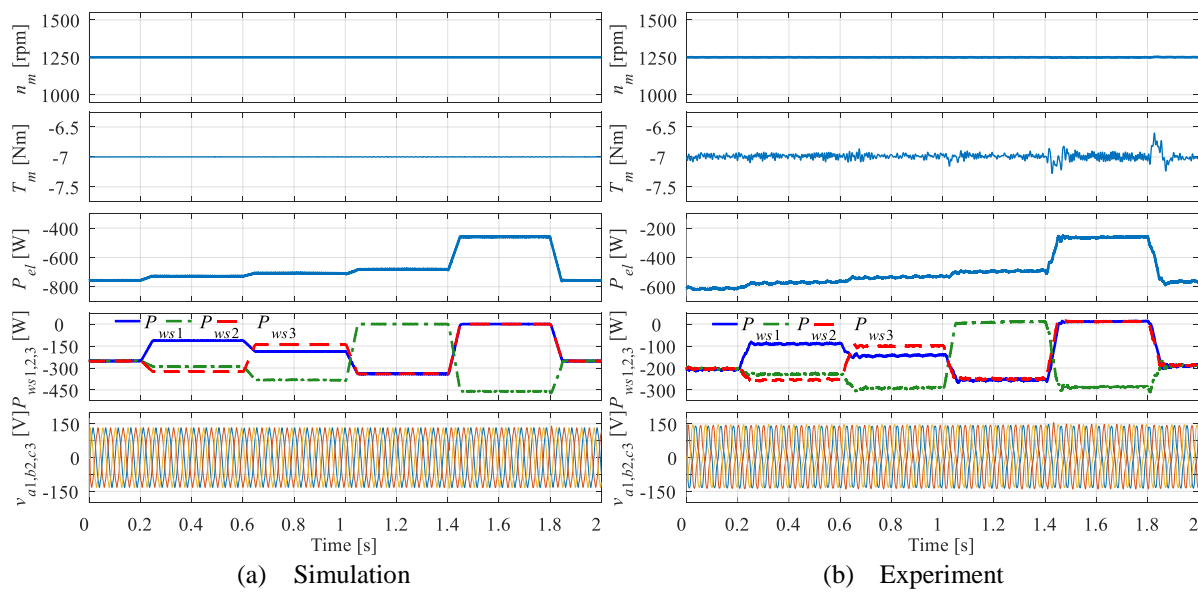 1500
1250
1000
n_m [rpm]
-6.5
-7
-7.5
T_m [Nm]
-400
-600
-800
P_el [W]
P_ws1 P_ws2 P_ws3
0
-150
-300
-450
P_ws1,2,3 [W]
150
0
-150
v_a1,b2,c3 [V]
0 0.2 0.4 0.6 0.8 1 1.2 1.4 1.6 1.8 2
Time [s]
(a) Simulation
1500
1250
1000
n_m [rpm]
-6.5
-7
-7.5
T_m [Nm]
-200
-400
-600
P_el [W]
P_ws1 P_ws2 P_ws3
0
-100
-200
-300
P_ws1,2,3 [W]
150
0
-150
v_a1,b2,c3 [V]
0 0.2 0.4 0.6 0.8 1 1.2 1.4 1.6 1.8 2
Time [s]
(b) Experiment